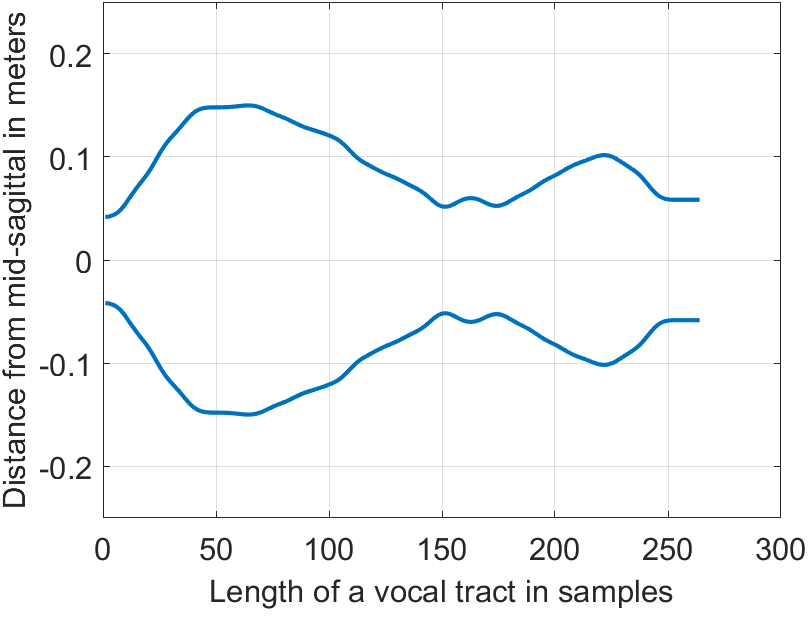 Distance from mid-sagittal in meters
0.2
0.1
0
-0.1
-0.2
0 50 100 150 200 250 300
Length of a vocal tract in samples